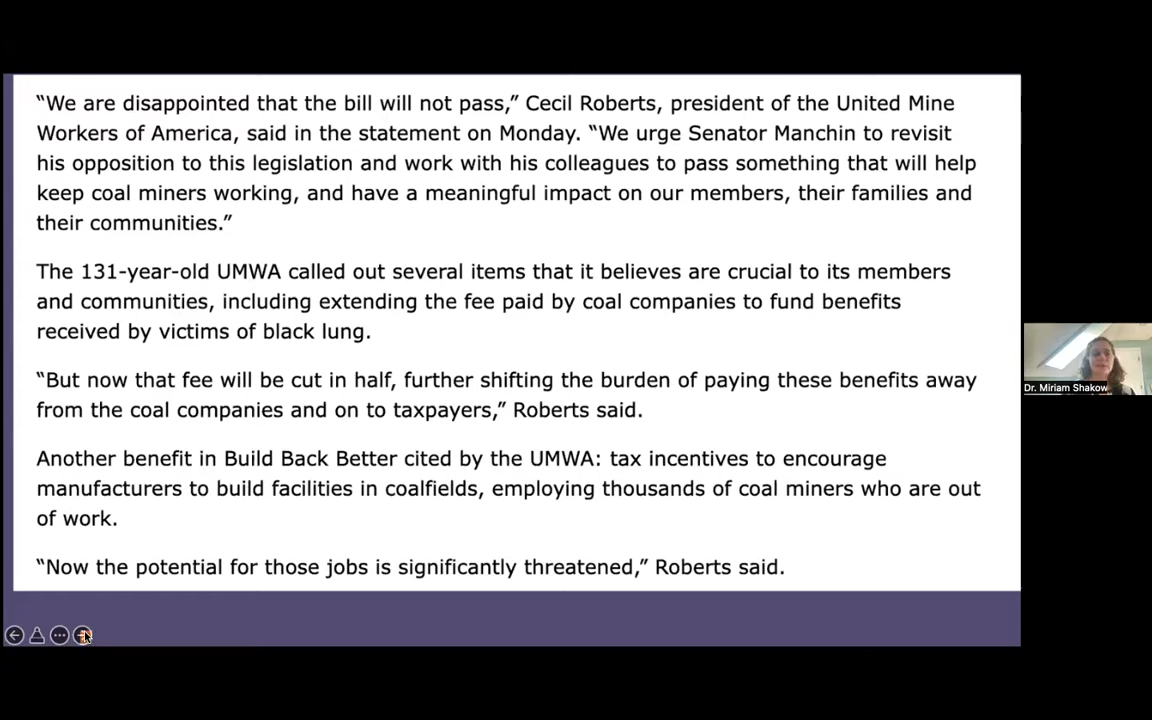 “We are disappointed that the bill will not pass,” Cecil Roberts, president of the United Mine
Workers of America, said in the statement on Monday. “We urge Senator Manchin to revisit
his opposition to this legislation and work with his colleagues to pass something that will help
keep coal miners working, and have a meaningful impact on our members, their families and
their communities.”
The 131-year-old UMWA called out several items that it believes are crucial to its members
and communities, including extending the fee paid by coal companies to fund benefits
received by victims of black lung.
“But now that fee will be cut in half, further shifting the burden of paying these benefits away
from the coal companies and on to taxpayers,” Roberts said.
Another benefit in Build Back Better cited by the UMWA: tax incentives to encourage
manufacturers to build facilities in coalfields, employing thousands of coal miners who are out
of work.
“Now the potential for those jobs is significantly threatened,” Roberts said.
Dr. Miriam Shakow